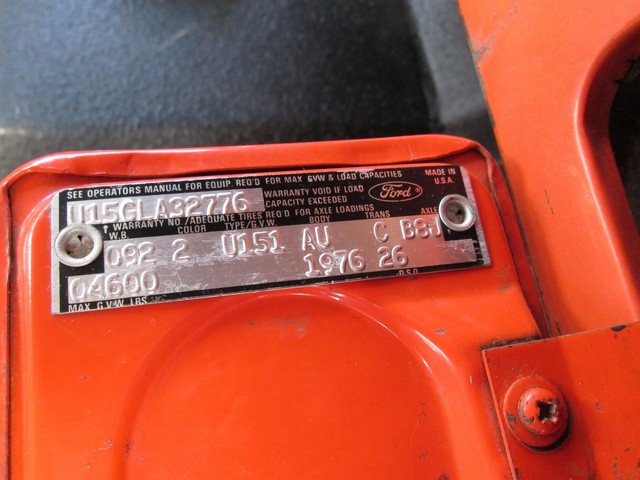 SEE OPERATORS MANUAL FOR EQUIP. REQ'D FOR MAX. GVW & LOAD CAPACITIES
MADE IN U.S.A.
U15GLA32776
WARRANTY VOID IF LOAD CAPACITY EXCEEDED
Ford
↑ WARRANTY NO./ADEQUATE TIRES REQ'D FOR AXLE LOADINGS
W.B. COLOR TYPE/G.V.W. BODY TRANS AXLE
092 2 U151 AU C
04600 1976 26
MAX. G.V.W. LBS D.S.O.